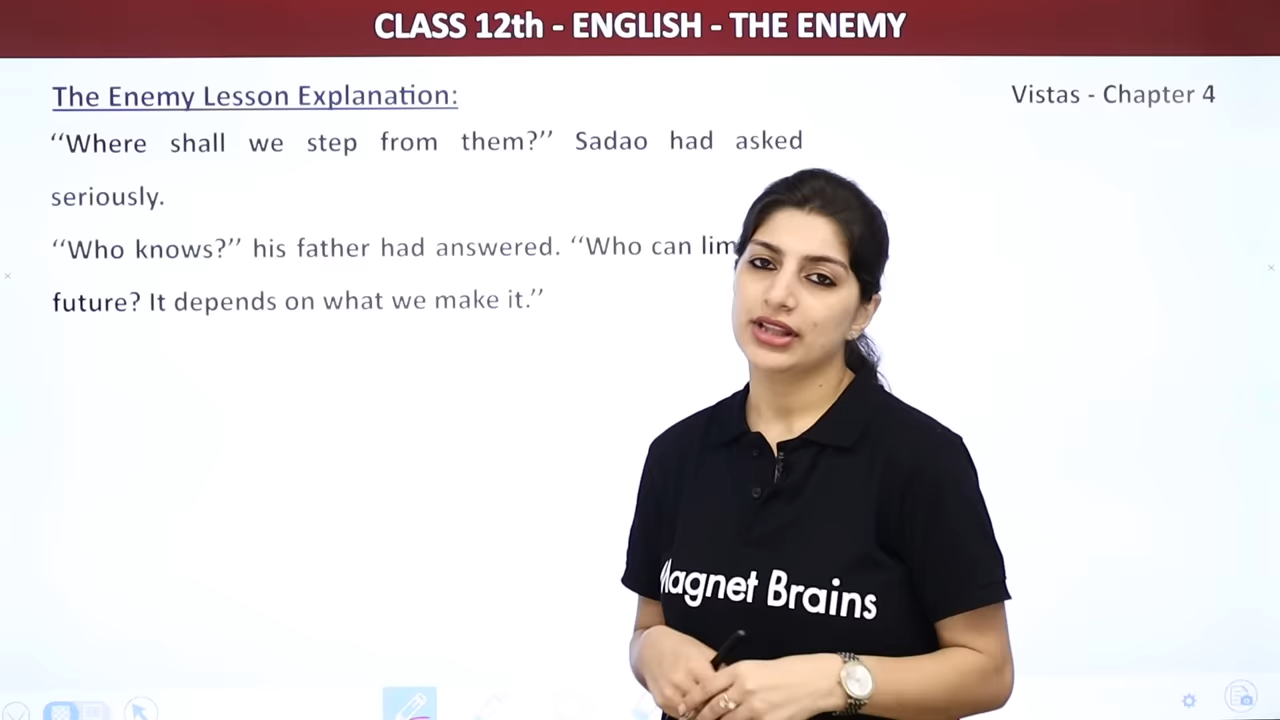 CLASS 12th - ENGLISH - THE ENEMY
The Enemy Lesson Explanation:
Vistas - Chapter 4
“Where shall we step from them?” Sadao had asked
seriously.
“Who knows?” his father had answered. “Who can
future? It depends on what we make it.”
Magnet Brains